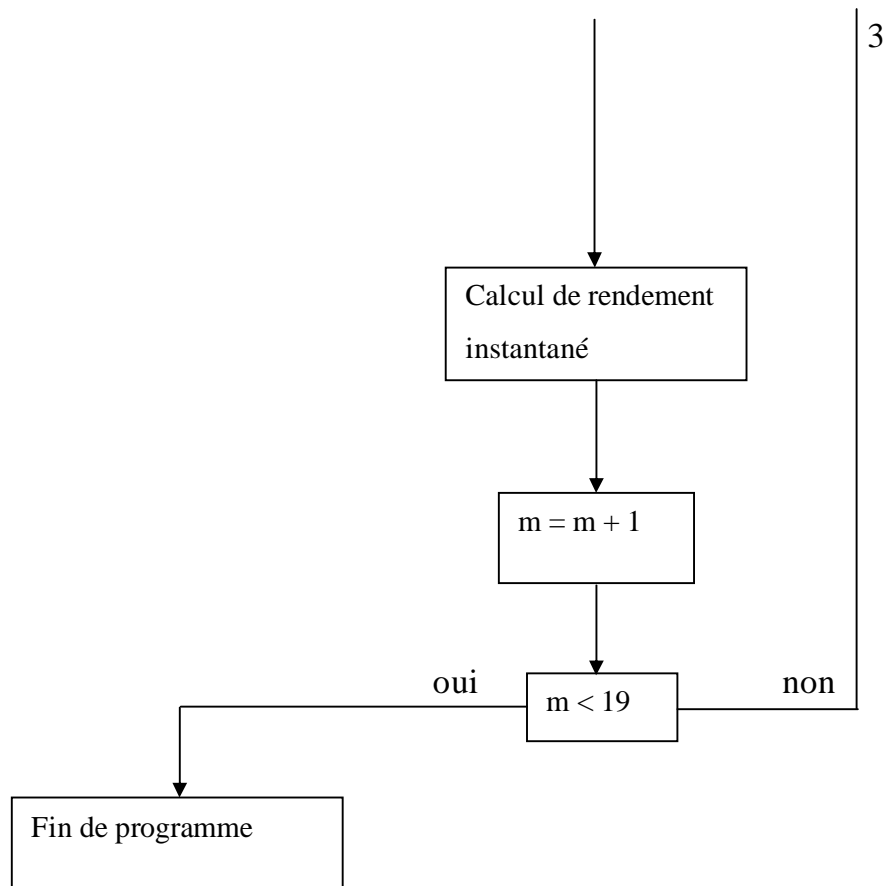 3
Calcul de rendement
instantané
m = m + 1
oui
m < 19
non
Fin de programme